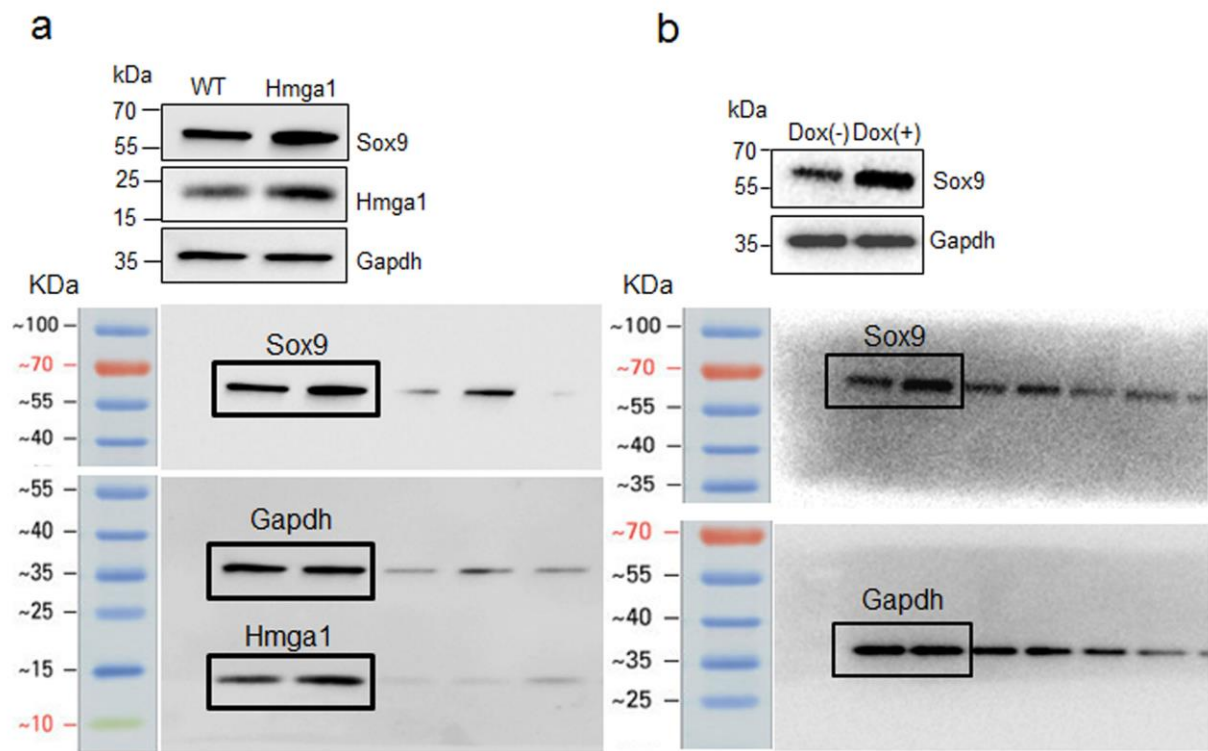 a
kDa
WT Hmga1
70
55
Sox9
25
15
Hmga1
35
Gapdh
KDa
~100
~70
~55
~40
Sox9
~55
~40
~35
~25
~15
~10
Gapdh
Hmga1
b
kDa
Dox(-) Dox(+)
70
55
Sox9
35
Gapdh
KDa
~100
~70
~55
~40
~35
Sox9
~70
~55
~40
~35
~25
Gapdh